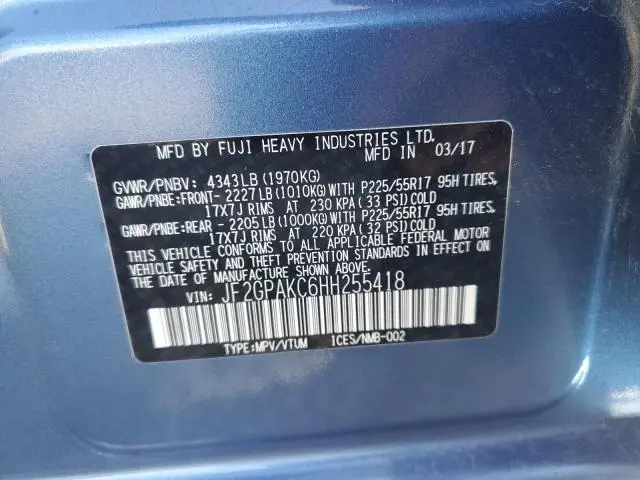 MFD BY FUJI HEAVY INDUSTRIES LTD.
MFD IN 03/17
GVWR/PNBV: 4343LB (1970KG)
GAWR/PNBE:FRONT- 2227LB (1010KG)WITH P225/55R17 95H TIRES,
17X7J RIMS AT 230 KPA ( 33 PSI) COLD
GAWR/PNBE:REAR - 2205LB (1000KG)WITH P225/55R17 95H TIRES,
17X7J RIMS AT 220 KPA ( 32 PSI) COLD
THIS VEHICLE CONFORMS TO ALL APPLICABLE FEDERAL MOTOR
VEHICLE SAFETY AND THEFT PREVENTION STANDARDS IN EFFECT
ON THE DATE OF MANUFACTURE SHOWN ABOVE.
VIN: JF2GPAKC6HH255418
TYPE:MPV/VTUM ICES/NMB-002